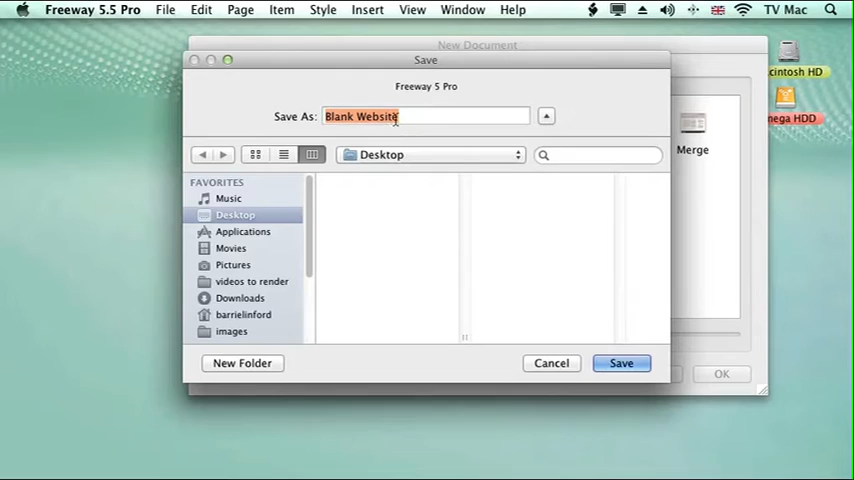 Freeway 5.5 Pro File Edit Page Item Style Insert View Window Help TV Mac
New Document
Save
Freeway 5 Pro
Save As: Blank Website
Desktop
FAVORITES
Music
Desktop
Applications
Movies
Pictures
videos to render
Downloads
barrielinford
images
New Folder Cancel Save
Merge
OK
cintosh HD
mega HDD